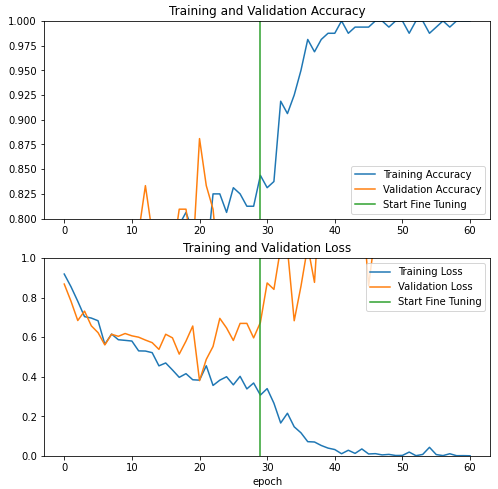 Training and Validation Accuracy
1.000
0.975
0.950
0.925
0.900
0.875
0.850
0.825
0.800
Training Accuracy
Validation Accuracy
Start Fine Tuning
0 10 20 30 40 50 60
Training and Validation Loss
1.0
0.8
0.6
0.4
0.2
0.0
Training Loss
Validation Loss
Start Fine Tuning
0 10 20 30 40 50 60
epoch